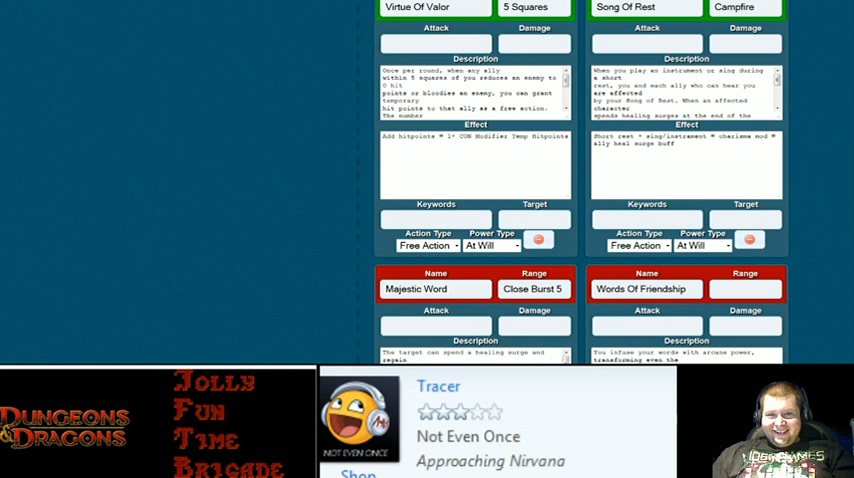 Virtue Of Valor
5 Squares
Attack
Damage
Description
Once per round, when any ally
within 5 squares of you reduces an enemy to
0 hit
points or bloodies an enemy, you can grant
temporary
hit points to that ally as a free action.
The number
Effect
Add hitpoints = 1+ CON Modifier Temp Hitpoints
Keywords
Target
Action Type
Power Type
Free Action
At Will
Song Of Rest
Campfire
Attack
Damage
Description
When you play an instrument or sing during
a short
rest, you and each ally who can hear you
are affected
by your Song of Rest. When an affected
character
spends healing surges at the end of the
Effect
Short rest + sing/instrament = charisma mod =
ally heal surge buff
Keywords
Target
Action Type
Power Type
Free Action
At Will
Name
Range
Majestic Word
Close Burst 5
Attack
Damage
Description
The target can spend a healing surge and
regain
Name
Range
Words Of Friendship
Attack
Damage
Description
You infuse your words with arcane power,
transforming even the
Dungeons
& Dragons
Jolly
Fun
Time
Brigade
NOT EVEN ONCE
Tracer
Not Even Once
Approaching Nirvana
Shop